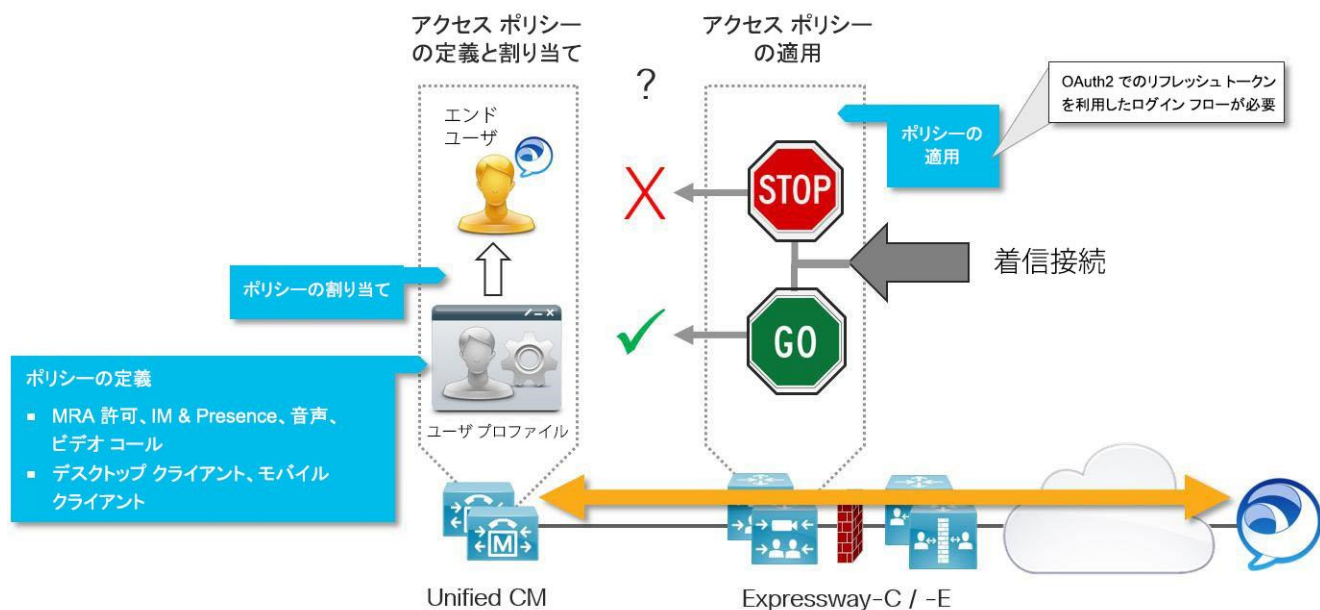 アクセス ポリシー
の定義と割り当て
アクセス ポリシー
の適用
?
OAuth2 でのリフレッシュ トークン
を利用したログイン フローが必要
エンド
ユーザ
ポリシーの
適用
STOP
着信接続
ポリシーの割り当て
GO
ポリシーの定義
▪ MRA 許可、IM & Presence、音声、
ビデオ コール
▪ デスクトップ クライアント、モバイル
クライアント
ユーザ プロファイル
M
Unified CM
Expressway-C / -E